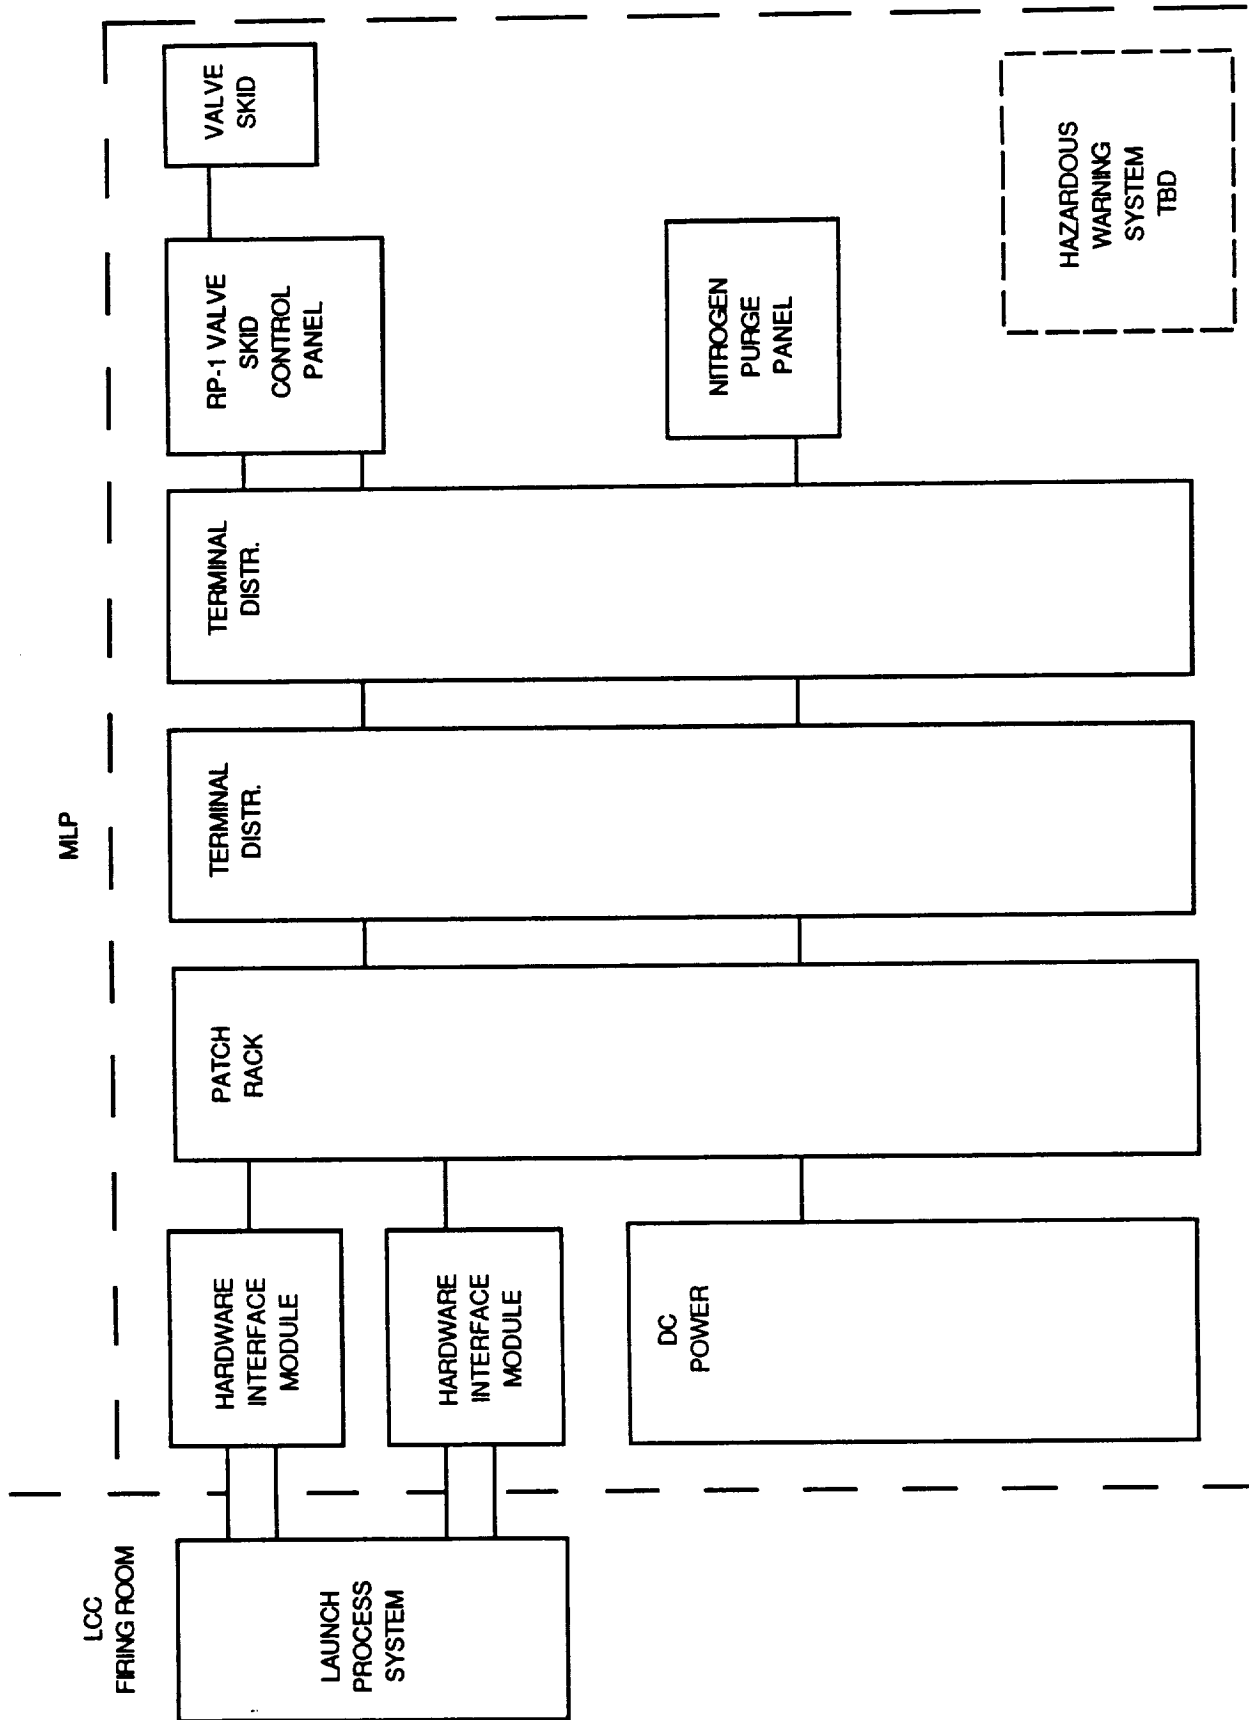 LCC
FIRING ROOM
MLP
LAUNCH
PROCESS
SYSTEM
HARDWARE
INTERFACE
MODULE
HARDWARE
INTERFACE
MODULE
DC
POWER
PATCH
RACK
TERMINAL
DISTR.
TERMINAL
DISTR.
RP-1 VALVE
SKID
CONTROL
PANEL
VALVE
SKID
NITROGEN
PURGE
PANEL
HAZARDOUS
WARNING
SYSTEM
TBD